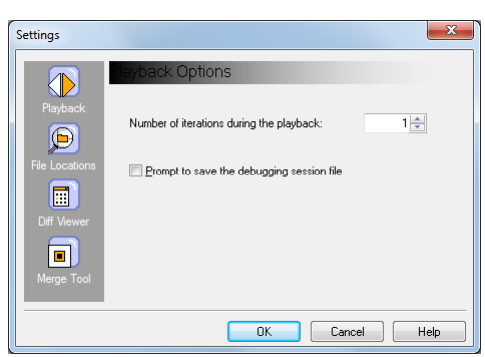 Settings
Playback Options
Playback
Number of iterations during the playback:
1
File Locations
Prompt to save the debugging session file
Diff Viewer
Merge Tool
OK
Cancel
Help